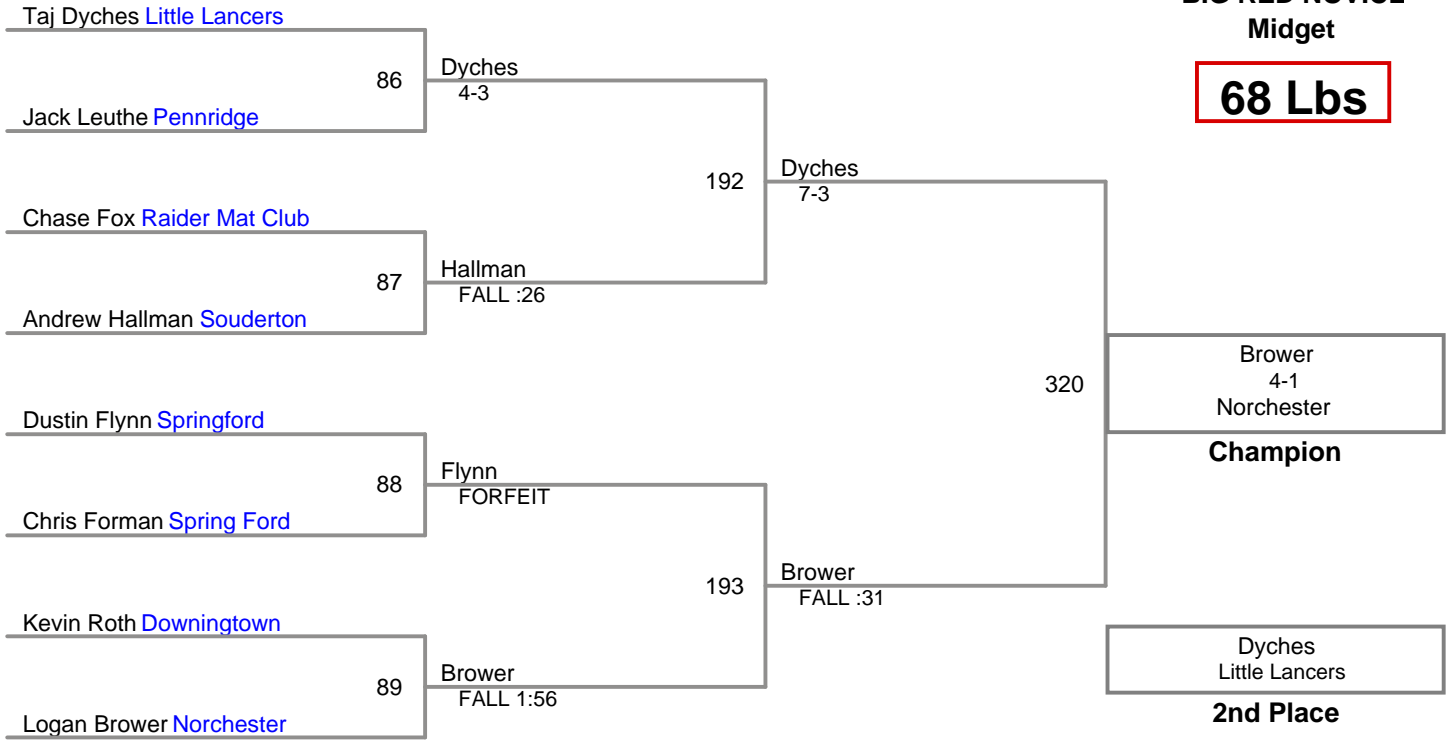 Taj Dyches Little Lancers
Midget
68 Lbs
86
Dyches
4-3
Jack Leuthe Pennridge
192
Dyches
7-3
Chase Fox Raider Mat Club
87
Hallman
FALL :26
Andrew Hallman Souderton
320
Brower
4-1
Norchester
Champion
Dustin Flynn Springford
88
Flynn
FORFEIT
Chris Forman Spring Ford
193
Brower
FALL :31
Kevin Roth Downingtown
89
Brower
FALL 1:56
Logan Brower Norchester
Dyches
Little Lancers
2nd Place